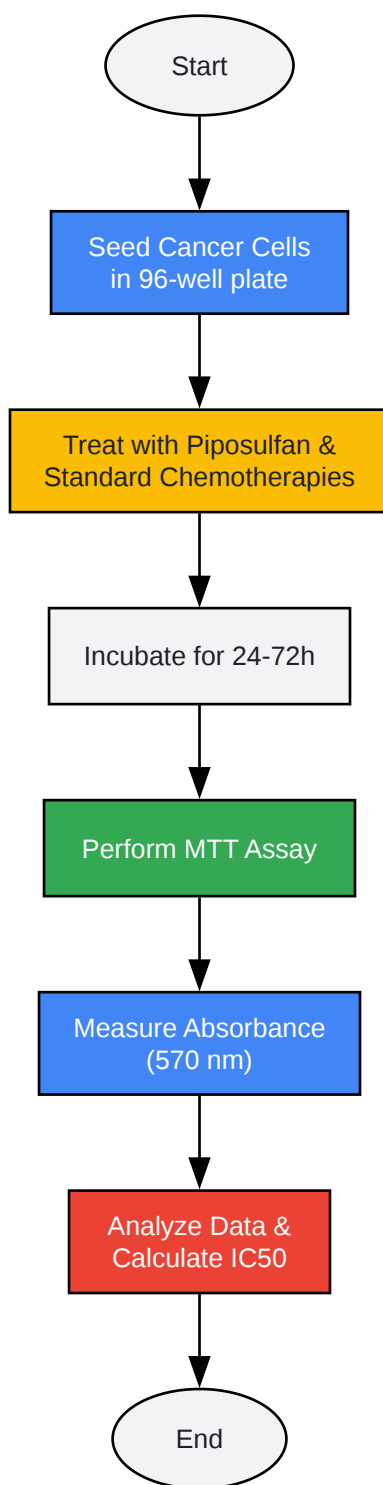 Start
Seed Cancer Cells
in 96-well plate
Treat with Piposulfan &
Standard Chemotherapies
Incubate for 24-72h
Perform MTT Assay
Measure Absorbance
(570 nm)
Analyze Data &
Calculate IC50
End